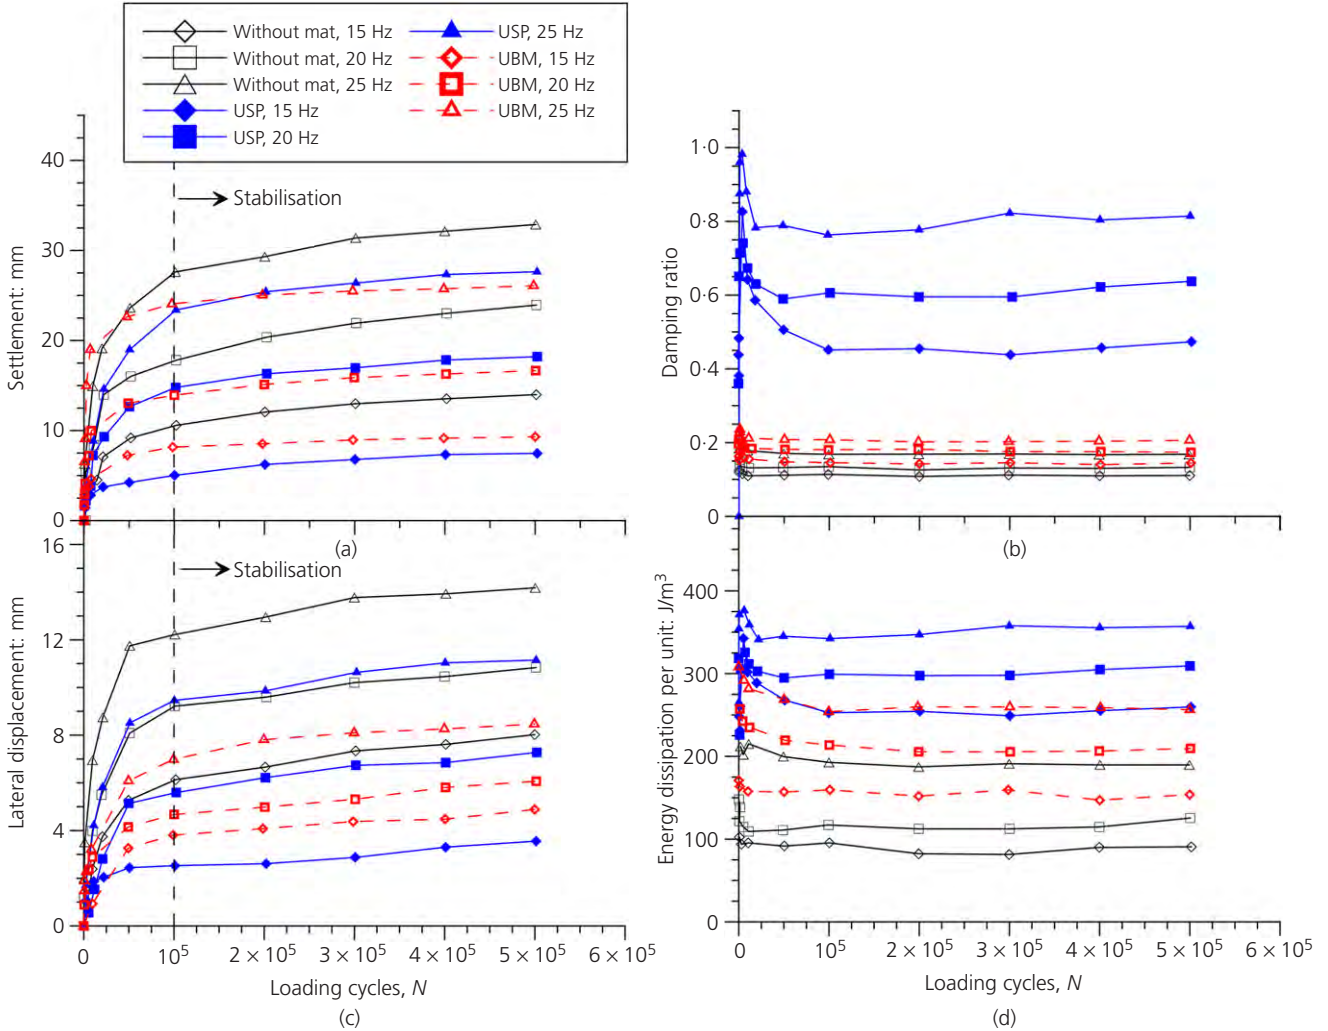 Without mat, 15 Hz
Without mat, 20 Hz
Without mat, 25 Hz
USP, 15 Hz
USP, 20 Hz
USP, 25 Hz
UBM, 15 Hz
UBM, 20 Hz
UBM, 25 Hz
Settlement: mm
40
30
20
10
0
Stabilisation
(a)
Damping ratio
1·0
0.8
0.6
0·4
0.2
0
(b)
Lateral displacement: mm
16
12
8
4
0
Stabilisation
0
10⁵
2 × 10⁵
3 × 10⁵
4 × 10⁵
5 × 10⁵
6 × 10⁵
Loading cycles, N
(c)
Energy dissipation per unit: J/m³
400
300
200
100
0
0
10⁵
2 × 10⁵
3 × 10⁵
4 × 10⁵
5 × 10⁵
6 × 10⁵
Loading cycles, N
(d)